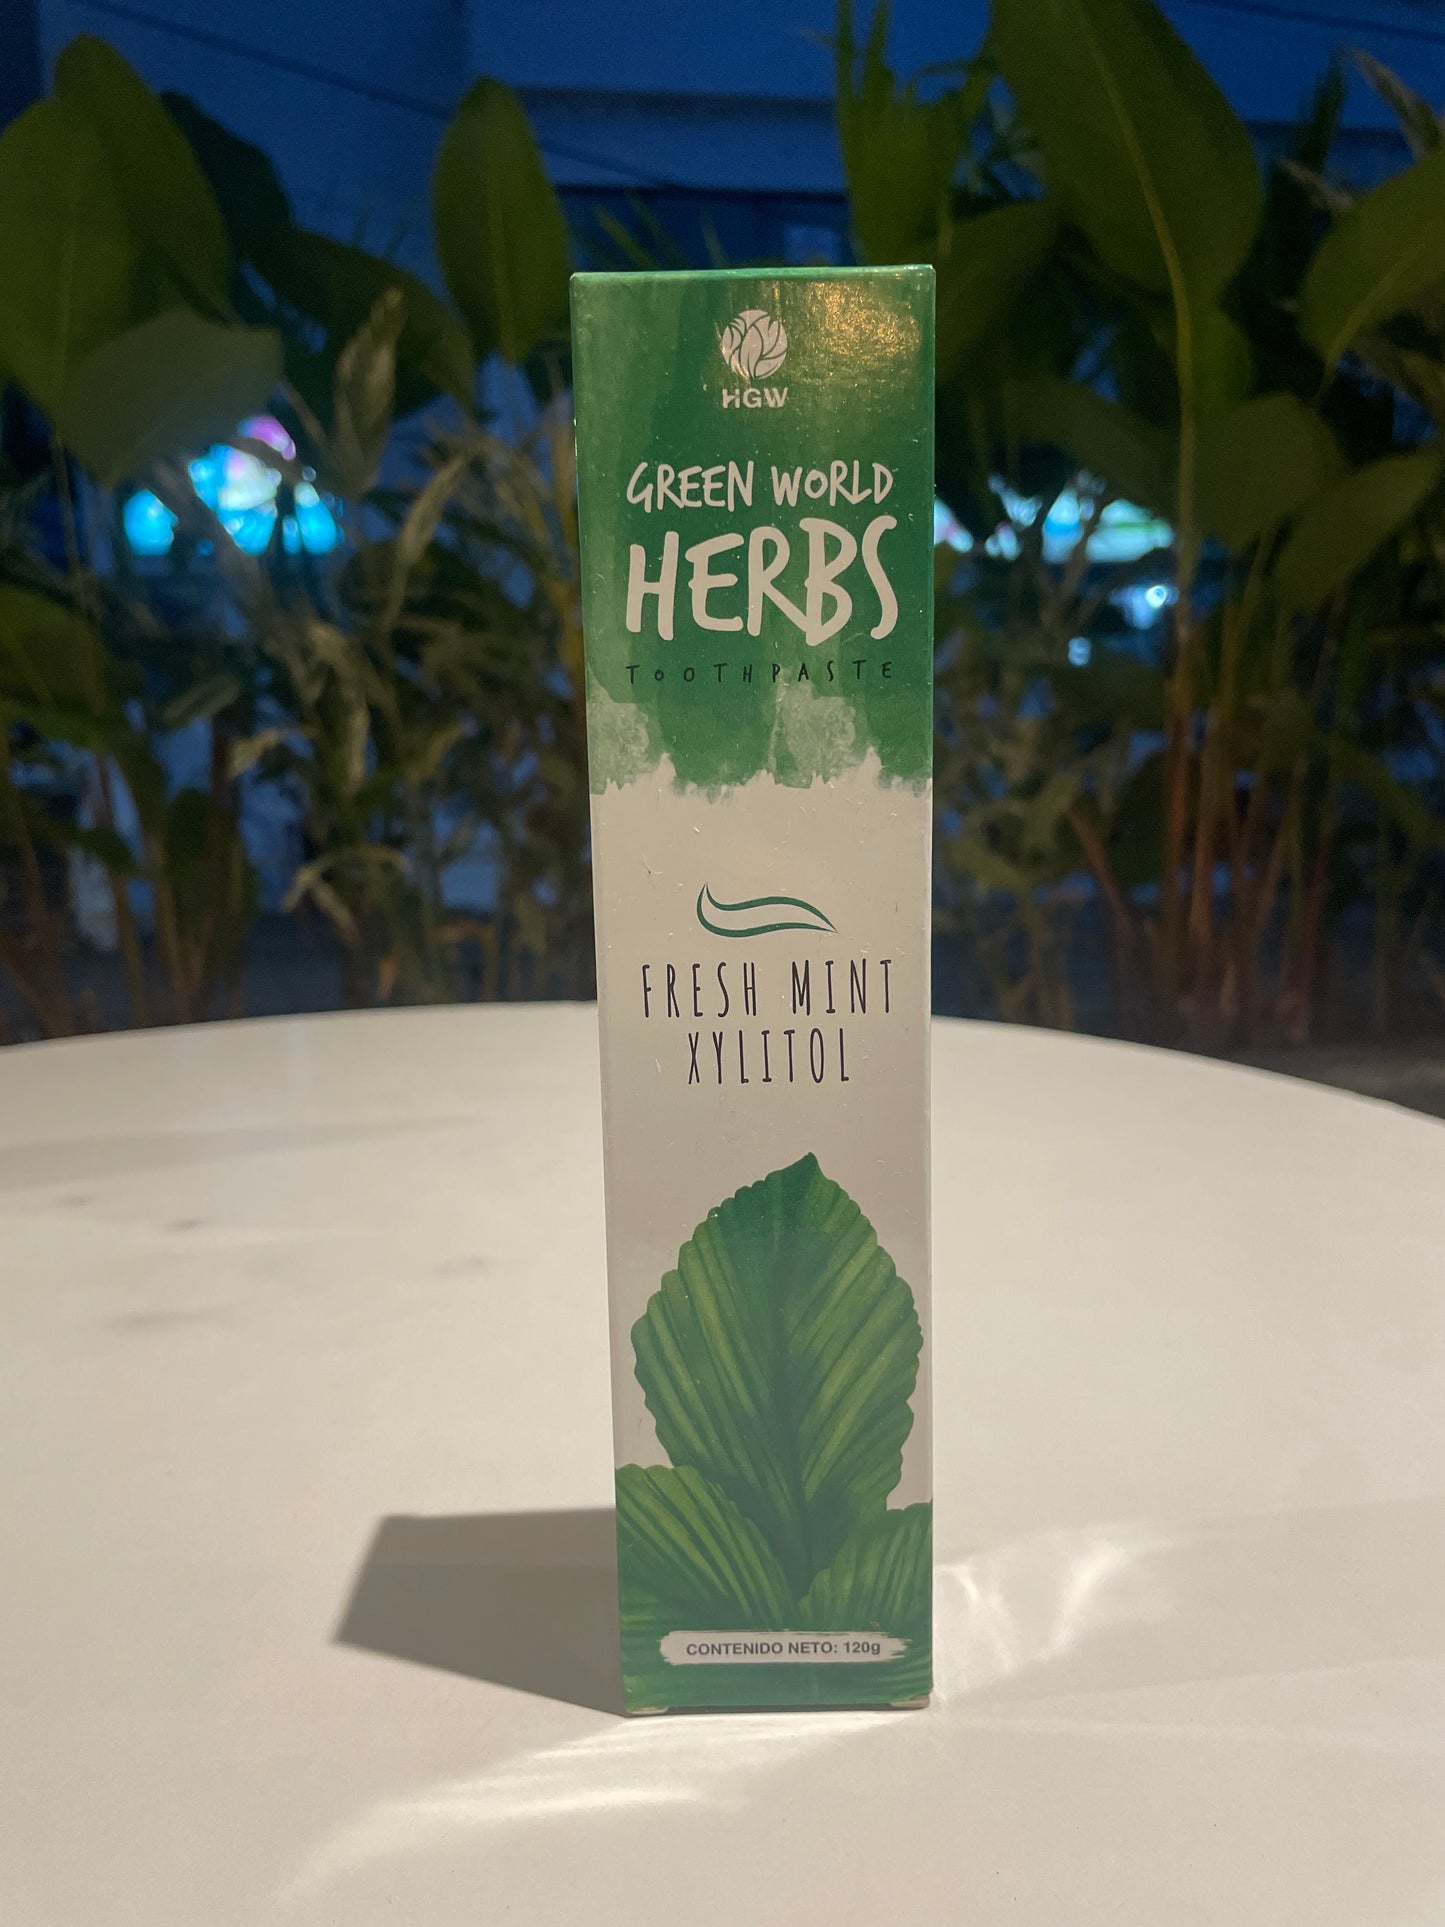 HGW
GREEN WORLD
HERBS
TOOTHPASTE
FRESH MINT
XYLITOL
CONTENIDO NETO: 120g